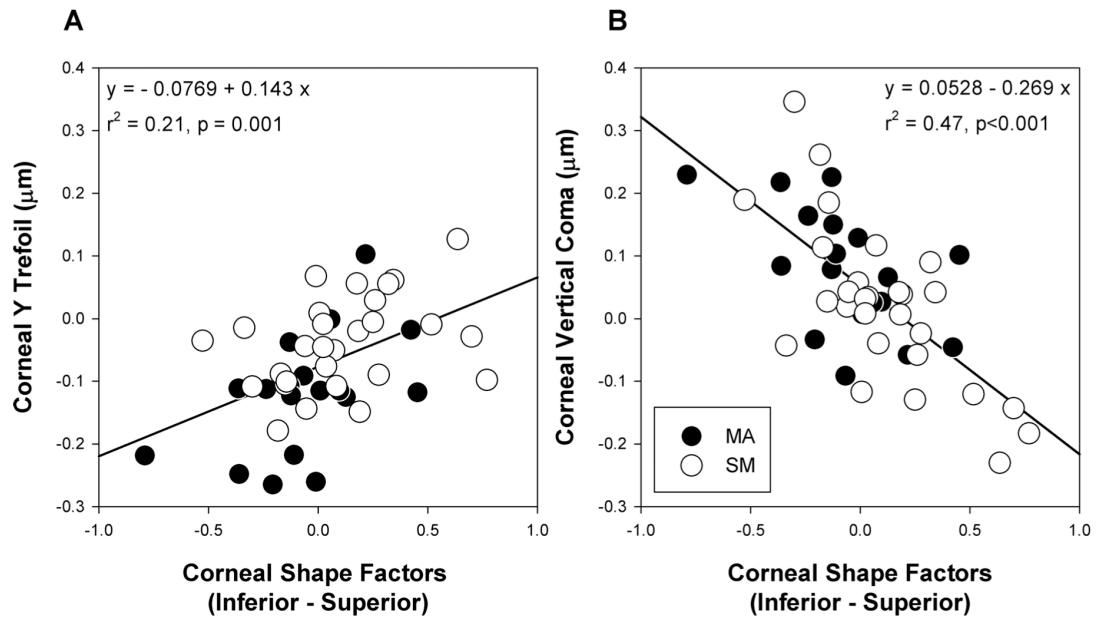 A
B
y = - 0.0769 + 0.143 x
r² = 0.21, p = 0.001
y = 0.0528 - 0.269 x
r² = 0.47, p<0.001
0.4
0.3
0.2
0.1
0.0
-0.1
-0.2
-0.3
Corneal Y Trefoil (μm)
-1.0 -0.5 0.0 0.5 1.0
Corneal Shape Factors
(Inferior - Superior)
0.4
0.3
0.2
0.1
0.0
-0.1
-0.2
-0.3
Corneal Vertical Coma (μm)
MA
SM
-1.0 -0.5 0.0 0.5 1.0
Corneal Shape Factors
(Inferior - Superior)